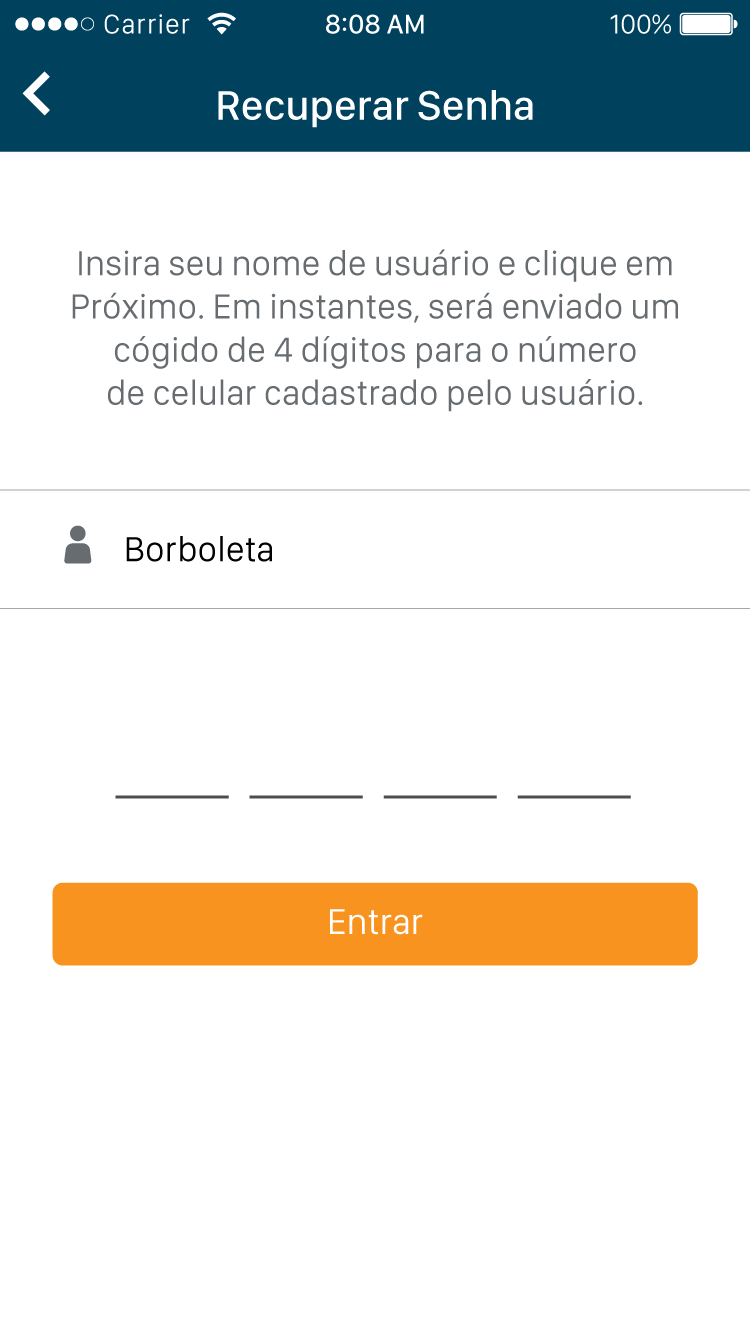 Carrier 8:08 AM 100%
Recuperar Senha
Insira seu nome de usuário e clique em
Próximo. Em instantes, será enviado um
cógido de 4 dígitos para o número
de celular cadastrado pelo usuário.
Borboleta
Entrar